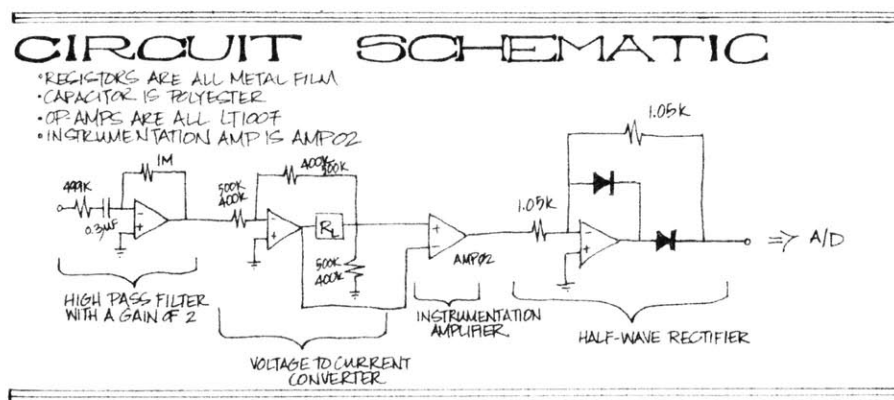 CIRCUIT SCHEMATIC
•RESISTORS ARE ALL METAL FILM
•CAPACITOR IS POLYESTER
•OP-AMPS ARE ALL LT1007
•INSTRUMENTATION AMP IS AMP02
1.05K
1M
400K
300K
499K
0.3μF
500K
400K
RL
1.05K
AMP02
⇒ A/D
500K
400K
HIGH PASS FILTER
WITH A GAIN OF 2
INSTRUMENTATION
AMPLIFIER
HALF-WAVE RECTIFIER
VOLTAGE TO CURRENT
CONVERTER